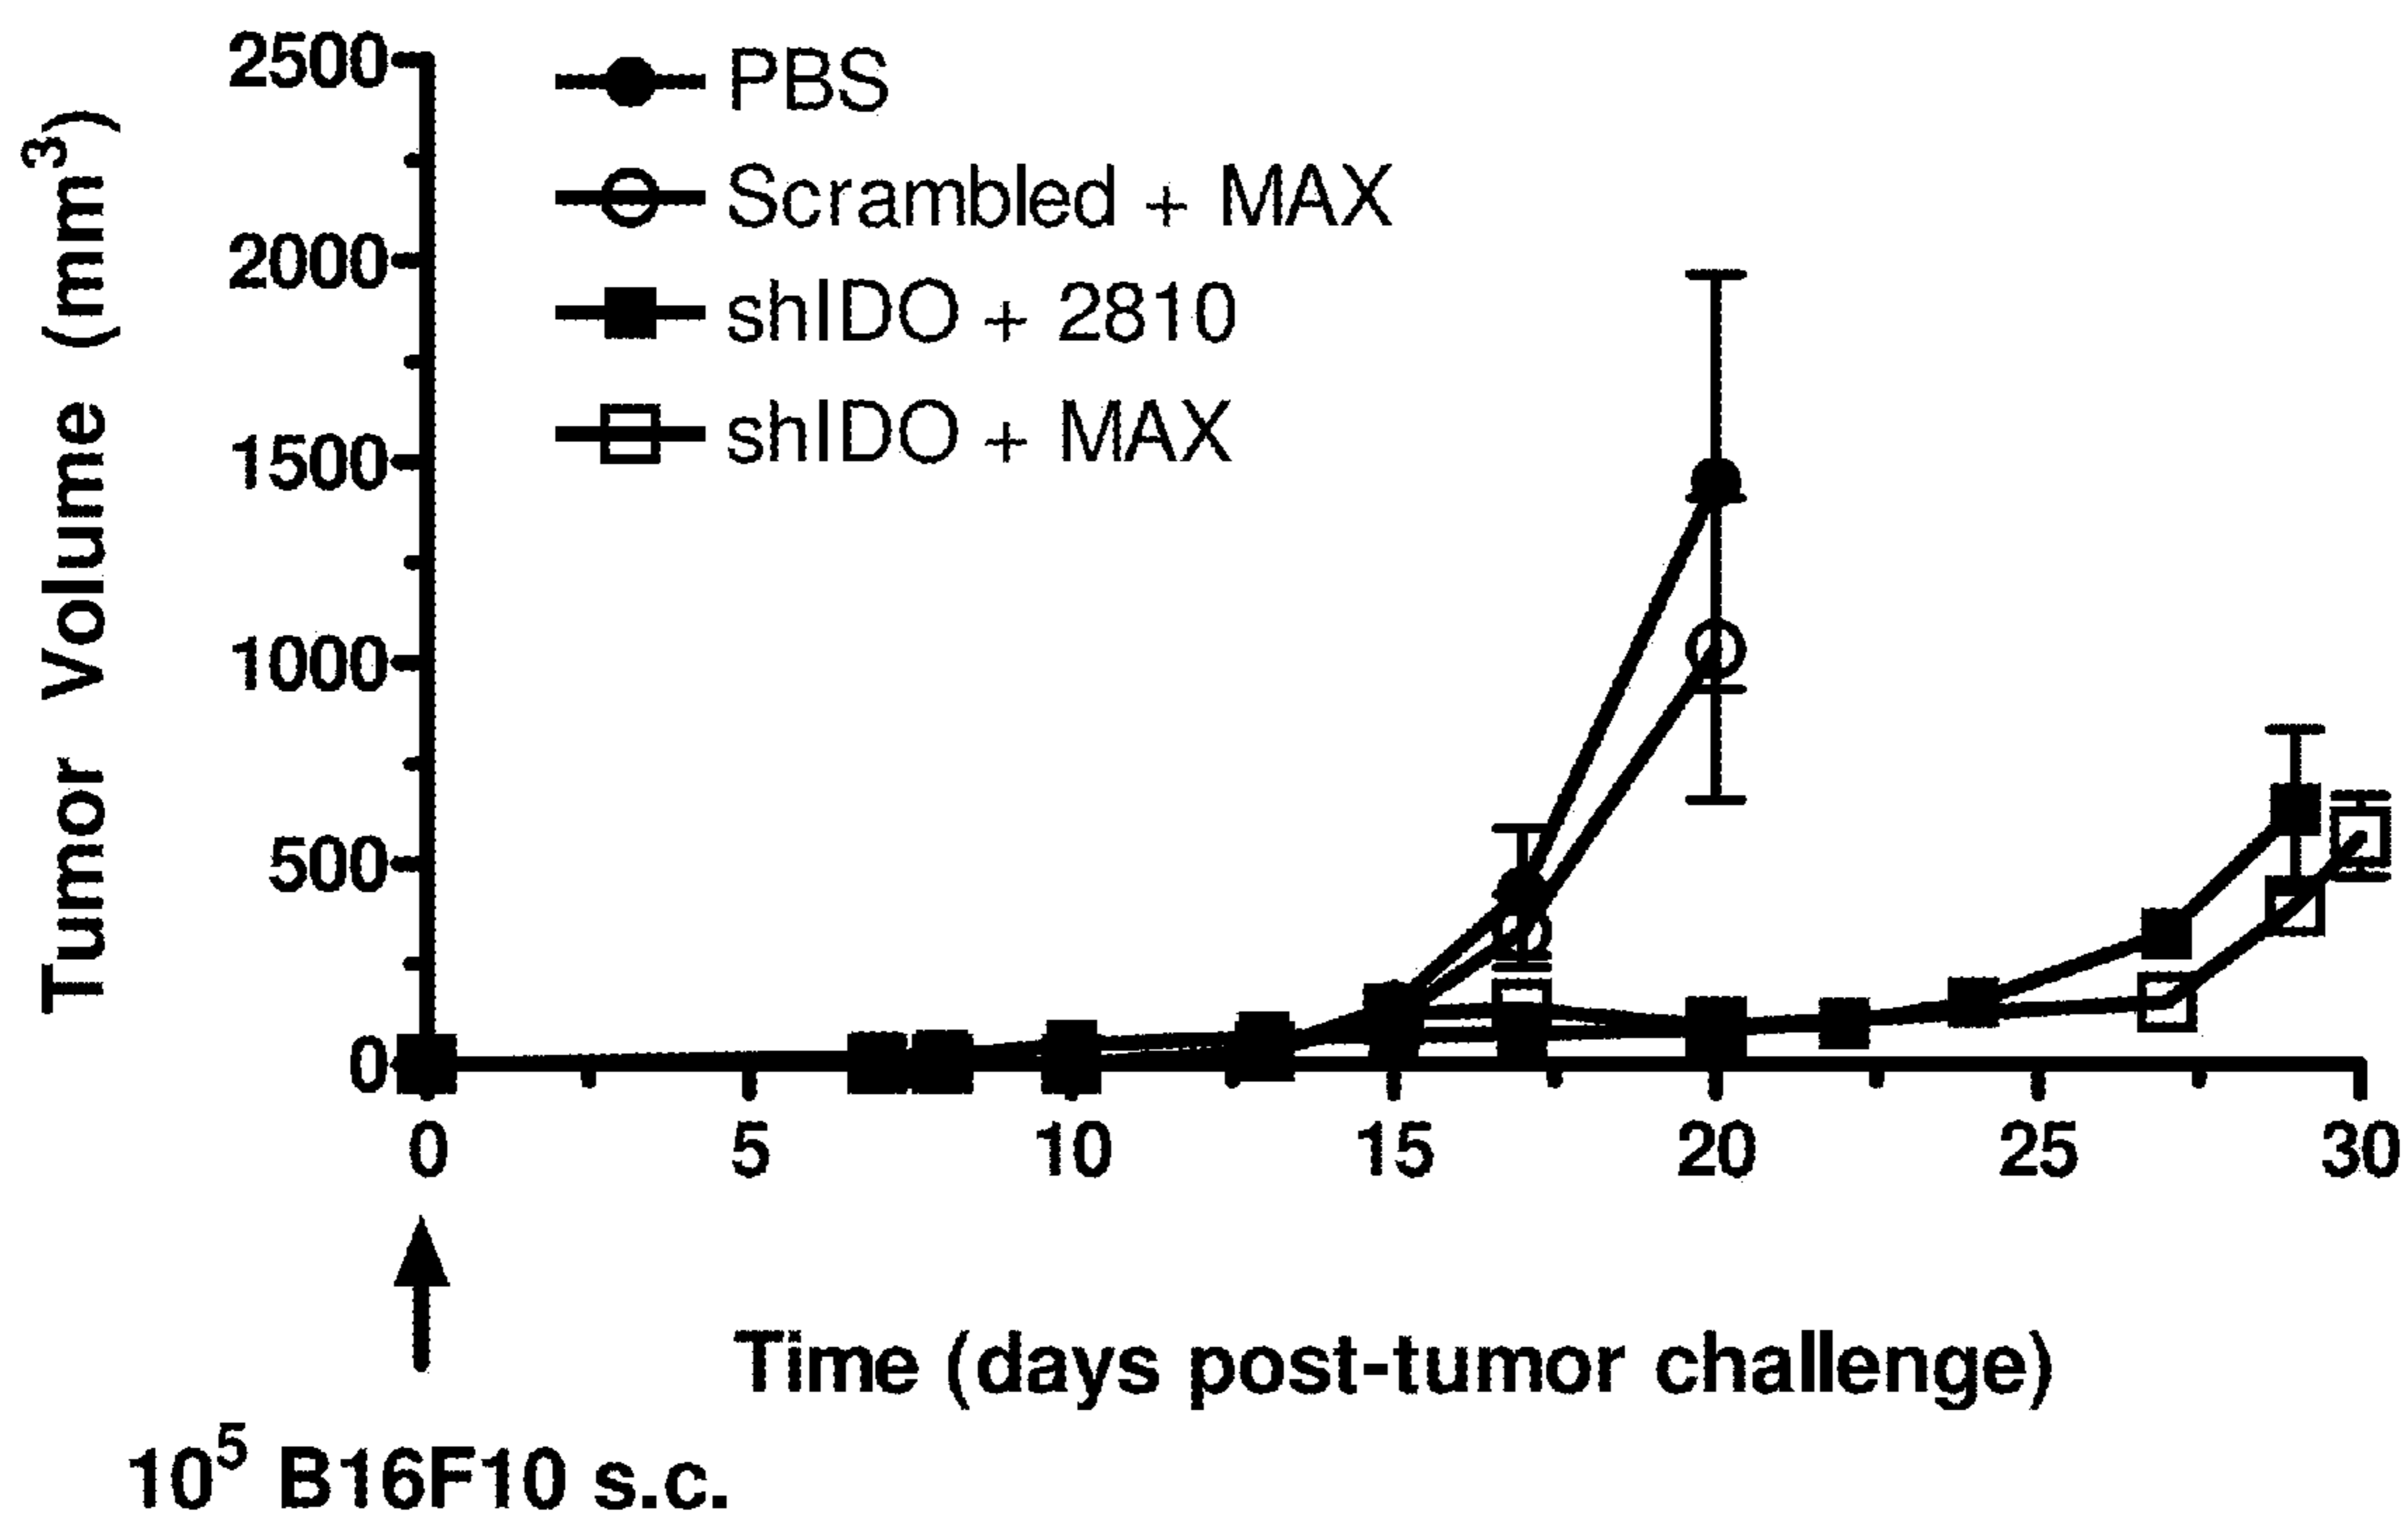 Tumor Volume (mm³)
2500
2000
1500
1000
500
0
PBS
Scrambled + MAX
shIDO + 2810
shIDO + MAX
0 5 10 15 20 25 30
Time (days post-tumor challenge)
10⁵ B16F10 s.c.